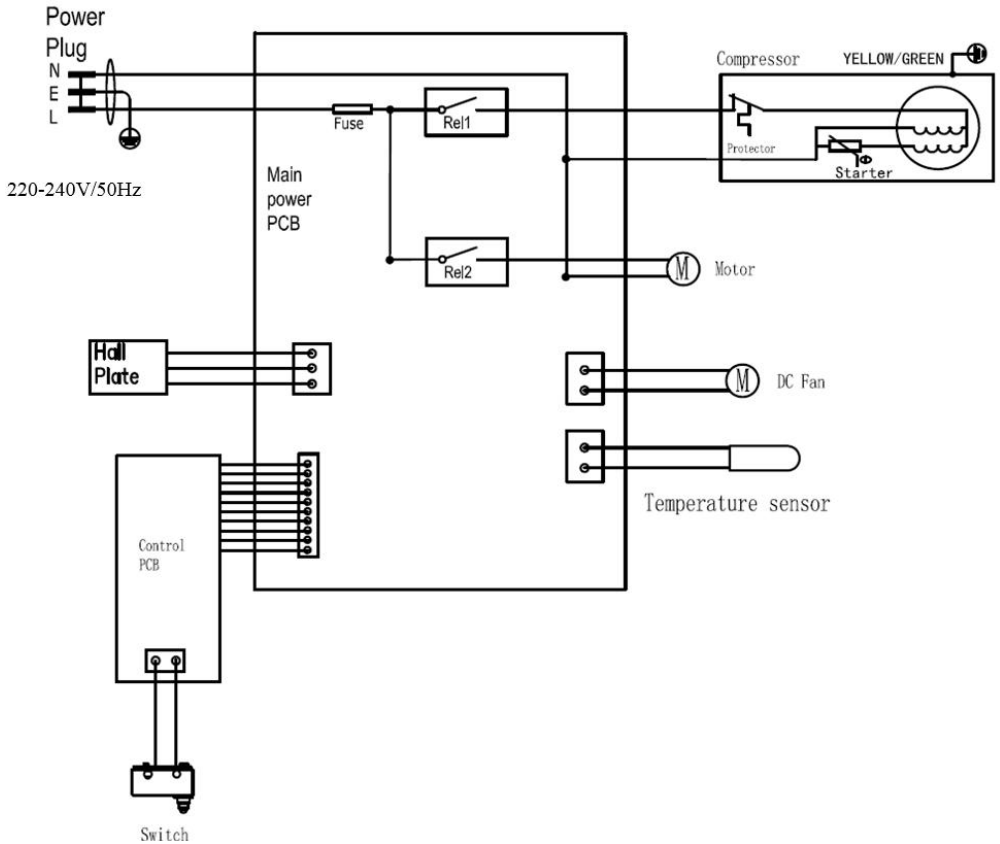 Power
Plug
N
E
L
220-240V/50Hz
Fuse
Rel1
Main
power
PCB
Rel2
Compressor
YELLOW/GREEN
Protector
Starter
M
Motor
Hall
Plate
M
DC Fan
Temperature sensor
Control
PCB
Switch